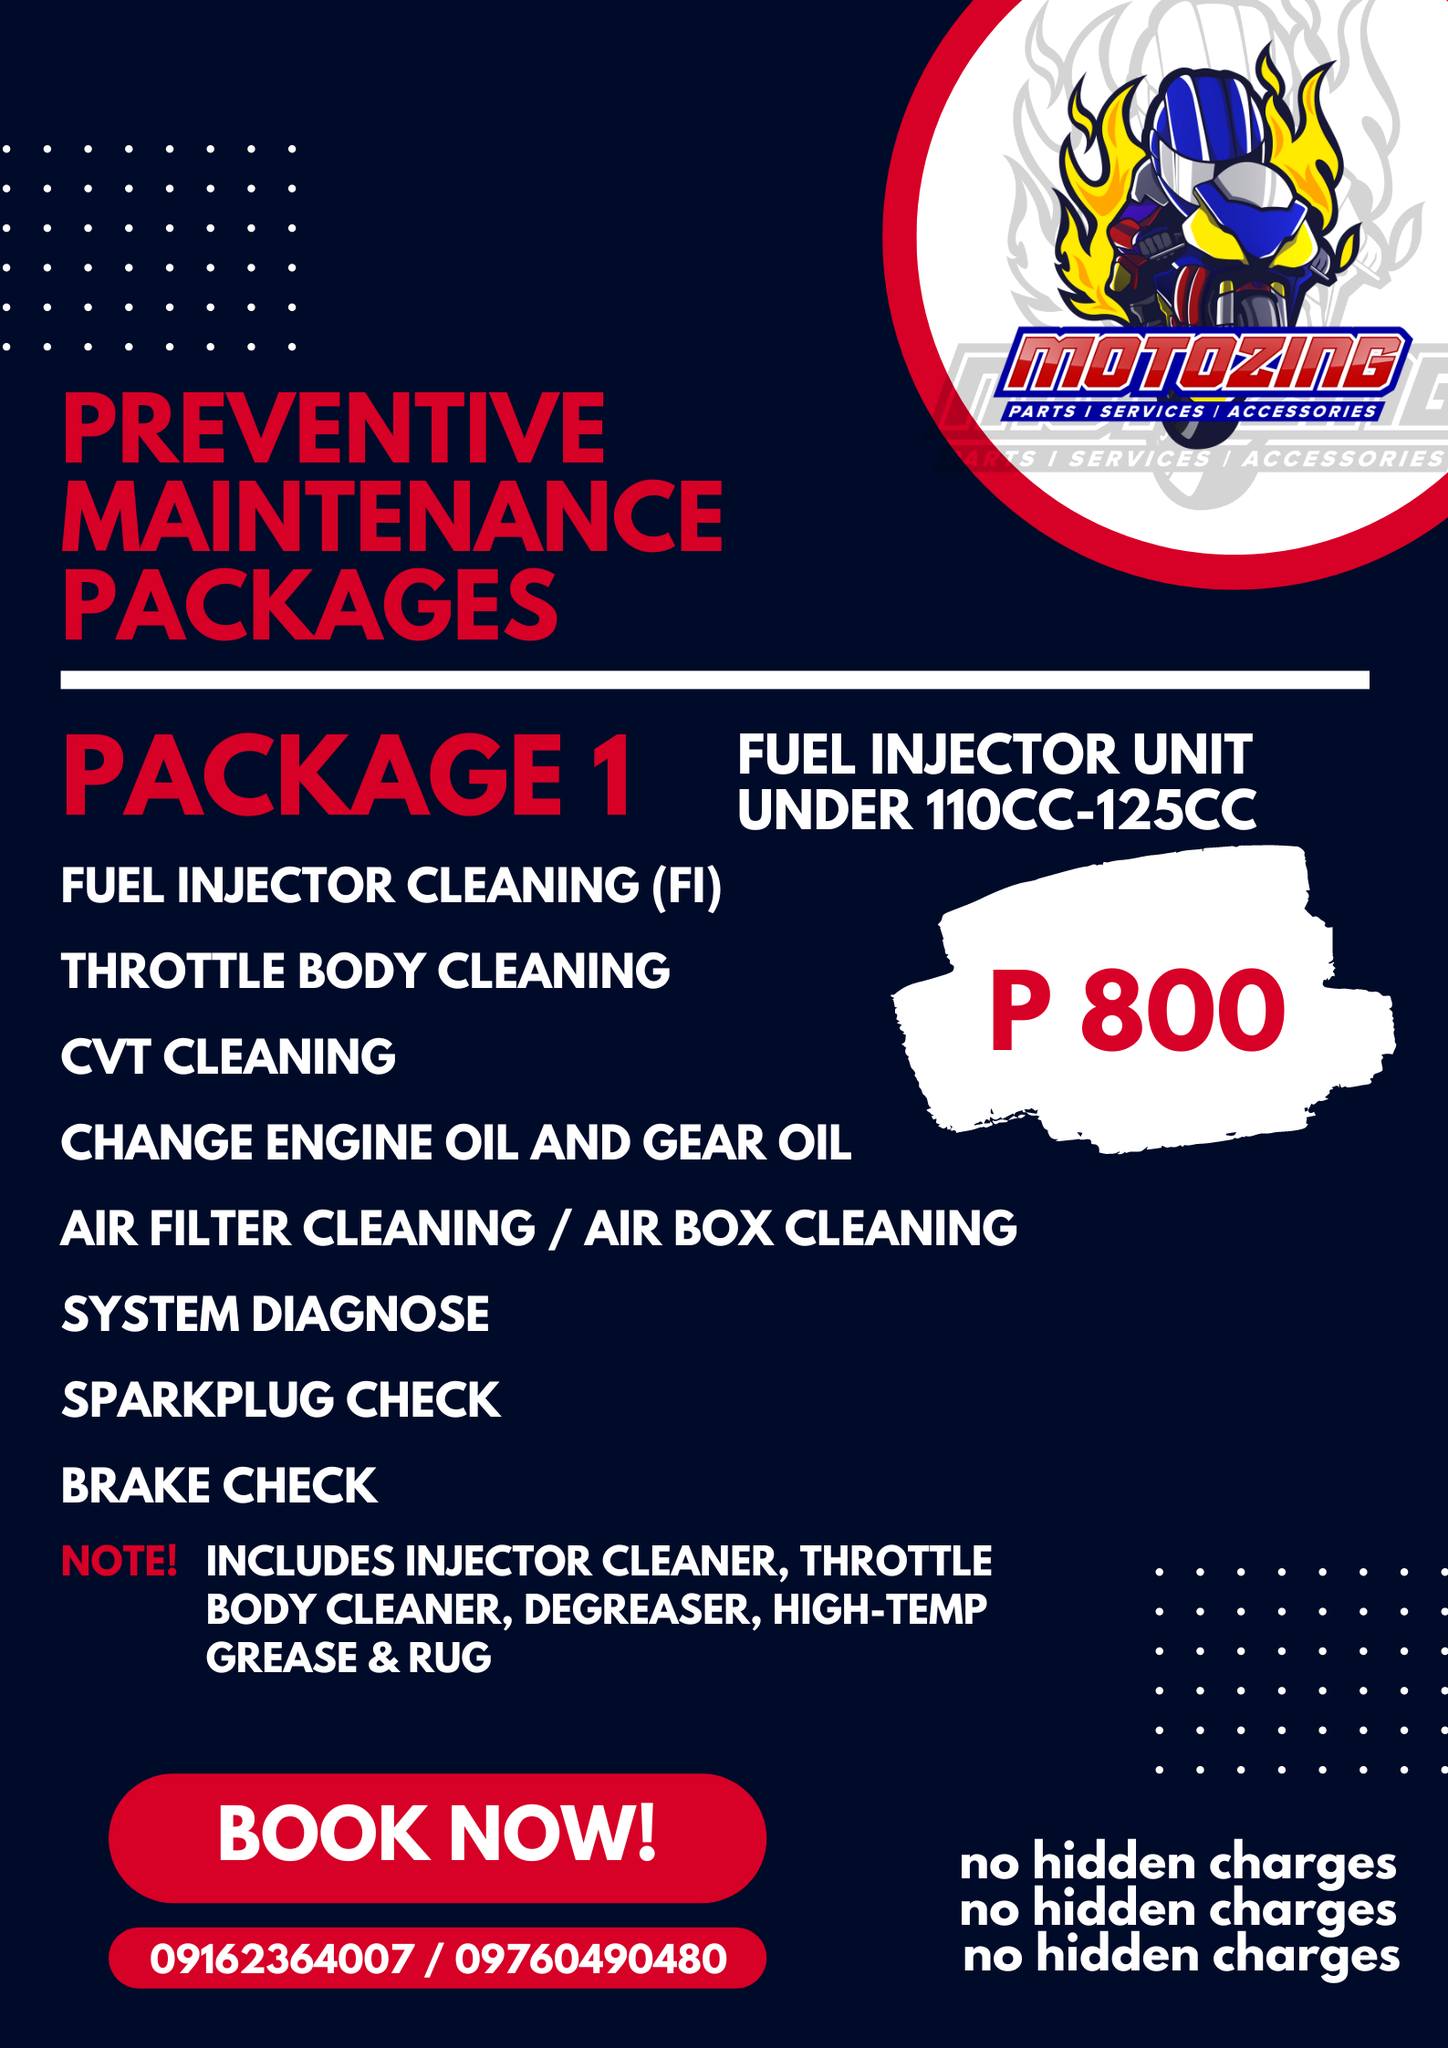 MOTOZING
PARTS | SERVICES | ACCESSORIES
PARTS | SERVICES | ACCESSORIES
PREVENTIVE
MAINTENANCE
PACKAGES
PACKAGE 1
FUEL INJECTOR UNIT
UNDER 110CC-125CC
FUEL INJECTOR CLEANING (FI)
THROTTLE BODY CLEANING
CVT CLEANING
CHANGE ENGINE OIL AND GEAR OIL
AIR FILTER CLEANING / AIR BOX CLEANING
SYSTEM DIAGNOSE
SPARKPLUG CHECK
BRAKE CHECK
P 800
NOTE! INCLUDES INJECTOR CLEANER, THROTTLE
BODY CLEANER, DEGREASER, HIGH-TEMP
GREASE & RUG
BOOK NOW!
09162364007 / 09760490480
no hidden charges
no hidden charges
no hidden charges